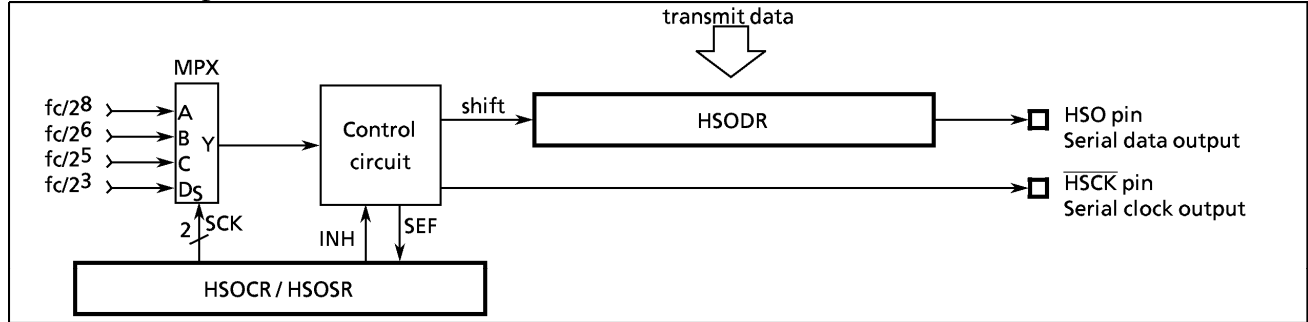 transmit data
MPX
fc/2⁸
A
fc/2⁶
B
Y
fc/2⁵
C
fc/2³
D
S
Control
circuit
shift
HSODR
HSO pin
Serial data output
H̅S̅C̅K̅ pin
Serial clock output
2
SCK
INH
SEF
HSOCR / HSOSR